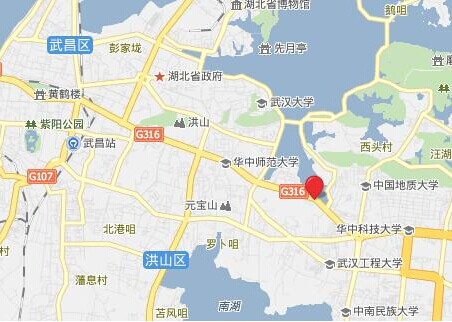 湖北省博物馆
鹅咀
武昌区
彭家垅
先月亭
湖北省政府
黄鹤楼
武汉大学
紫阳公园
洪山
G316
武昌站
西头村
汪湖
华中师范大学
G107
G316
中国地质大学
元宝山
北港咀
华中科技大学
罗卜咀
洪山区
武汉工程大学
藩息村
南湖
苫风咀
中南民族大学